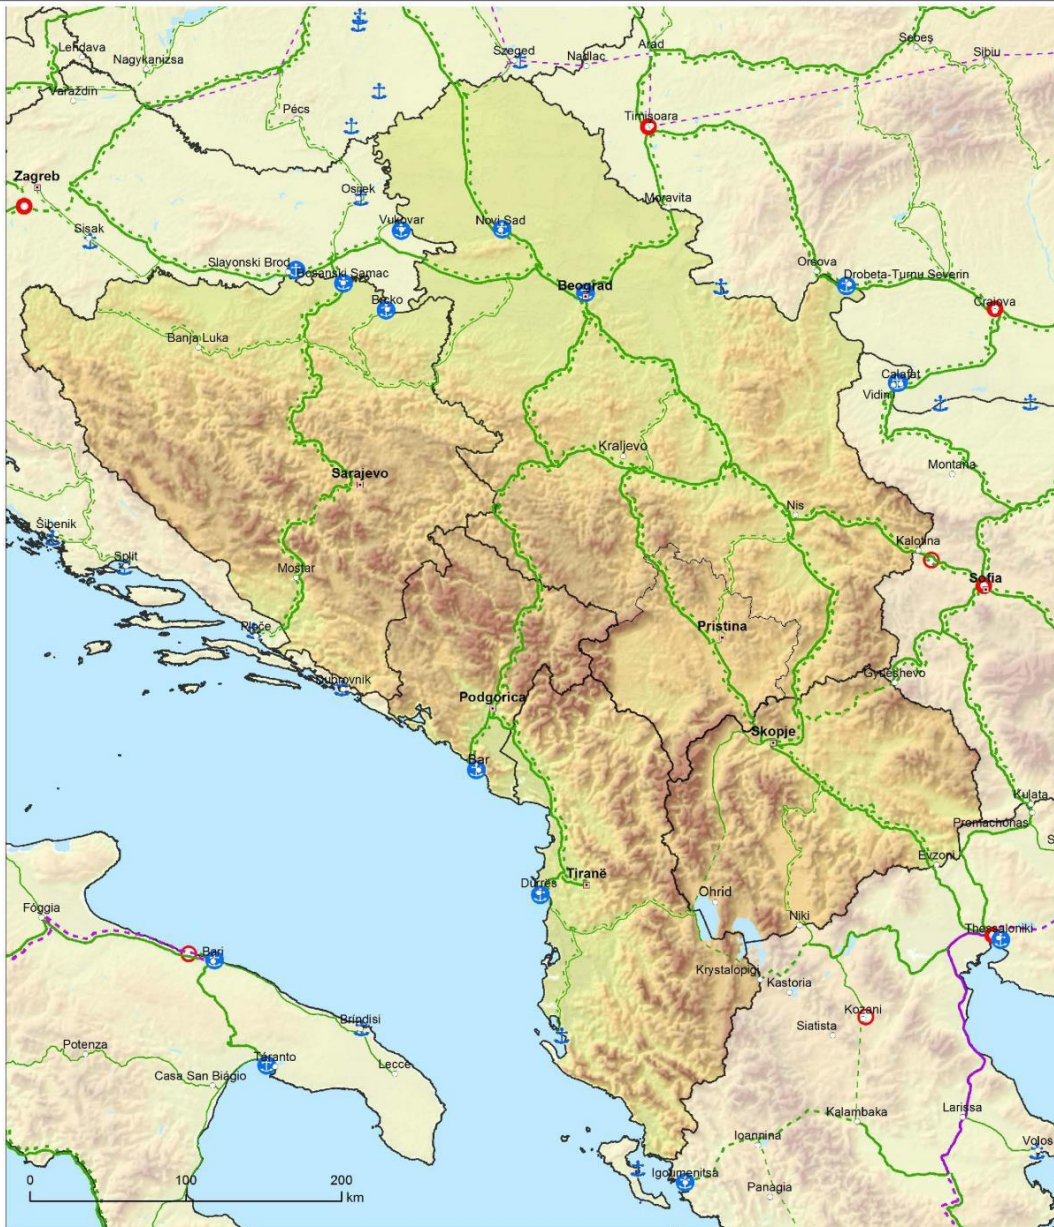 Lendava
Nagykanizsa
Szeged
Nadlac
Arad
Sebeş
Sibiu
Varaždin
Pécs
Timişoara
Zagreb
Osijek
Moravita
Sisak
Vukovar
Novi Sad
Slavonski Brod
Bosanski Samac
Orsova
Drobeta-Turnu Severin
Beograd
Brcko
Craiova
Banja Luka
Calafat
Vidin
Kraljevo
Sarajevo
Montana
Nis
Šibenik
Kalotina
Split
Mostar
Sofia
Ploče
Pristina
Dubrovnik
Gyueshevo
Podgorica
Skopje
Bar
Kulata
Promachonas
S
Evzoni
Tiranë
Durrës
Ohrid
Fóggia
Niki
Thessaloniki
Bari
Krystalopigi
Kastoria
Kozani
Bríndisi
Siatista
Potenza
Táranto
Lecce
Casa San Biágio
Kalambaka
Larissa
Ioannina
Volos
Igoumenitsa
Panagia
0 100 200
km